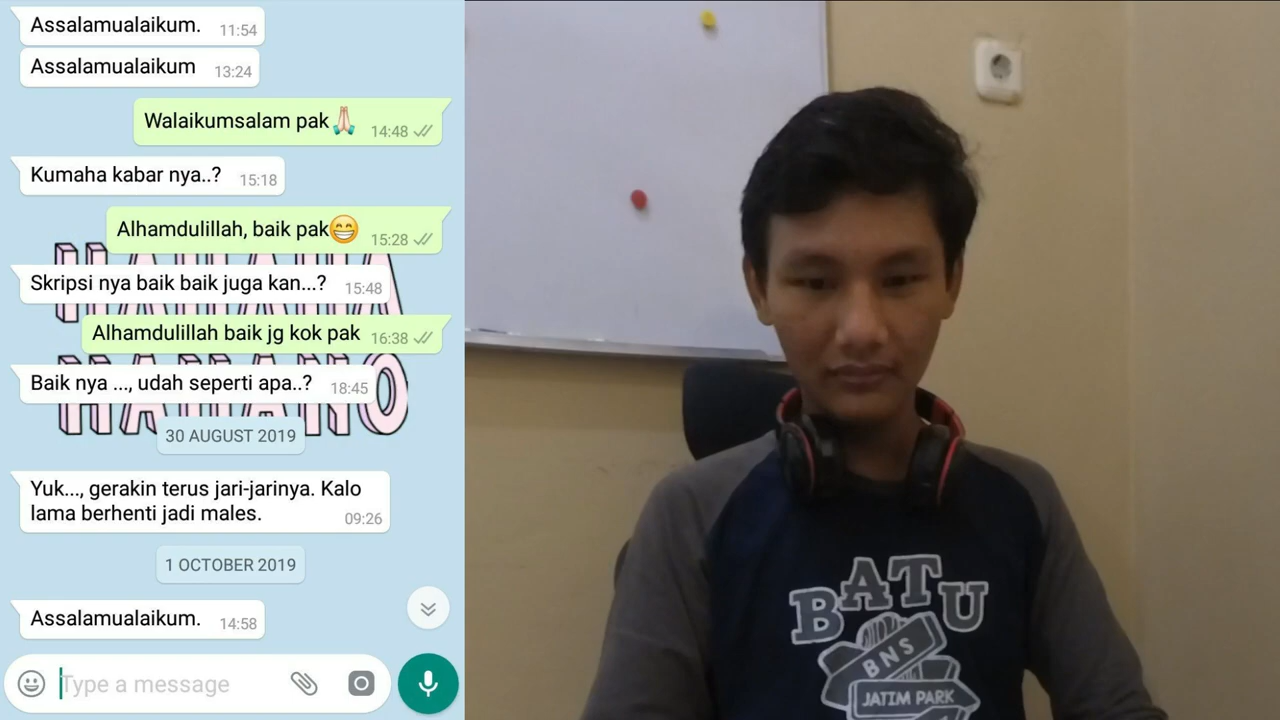 Assalamualaikum. 11:54
Assalamualaikum 13:24
Walaikumsalam pak🙏🏻 14:48
Kumaha kabar nya..? 15:18
Alhamdulillah, baik pak😁 15:28
HAHAHA
Skripsi nya baik baik juga kan...? 15:48
Alhamdulillah baik jg kok pak 16:38
HAHANO
Baik nya ..., udah seperti apa..? 18:45
30 AUGUST 2019
Yuk..., gerakin terus jari-jarinya. Kalo
lama berhenti jadi males. 09:26
1 OCTOBER 2019
Assalamualaikum. 14:58
Type a message
BATU
BNS
JATIM PARK